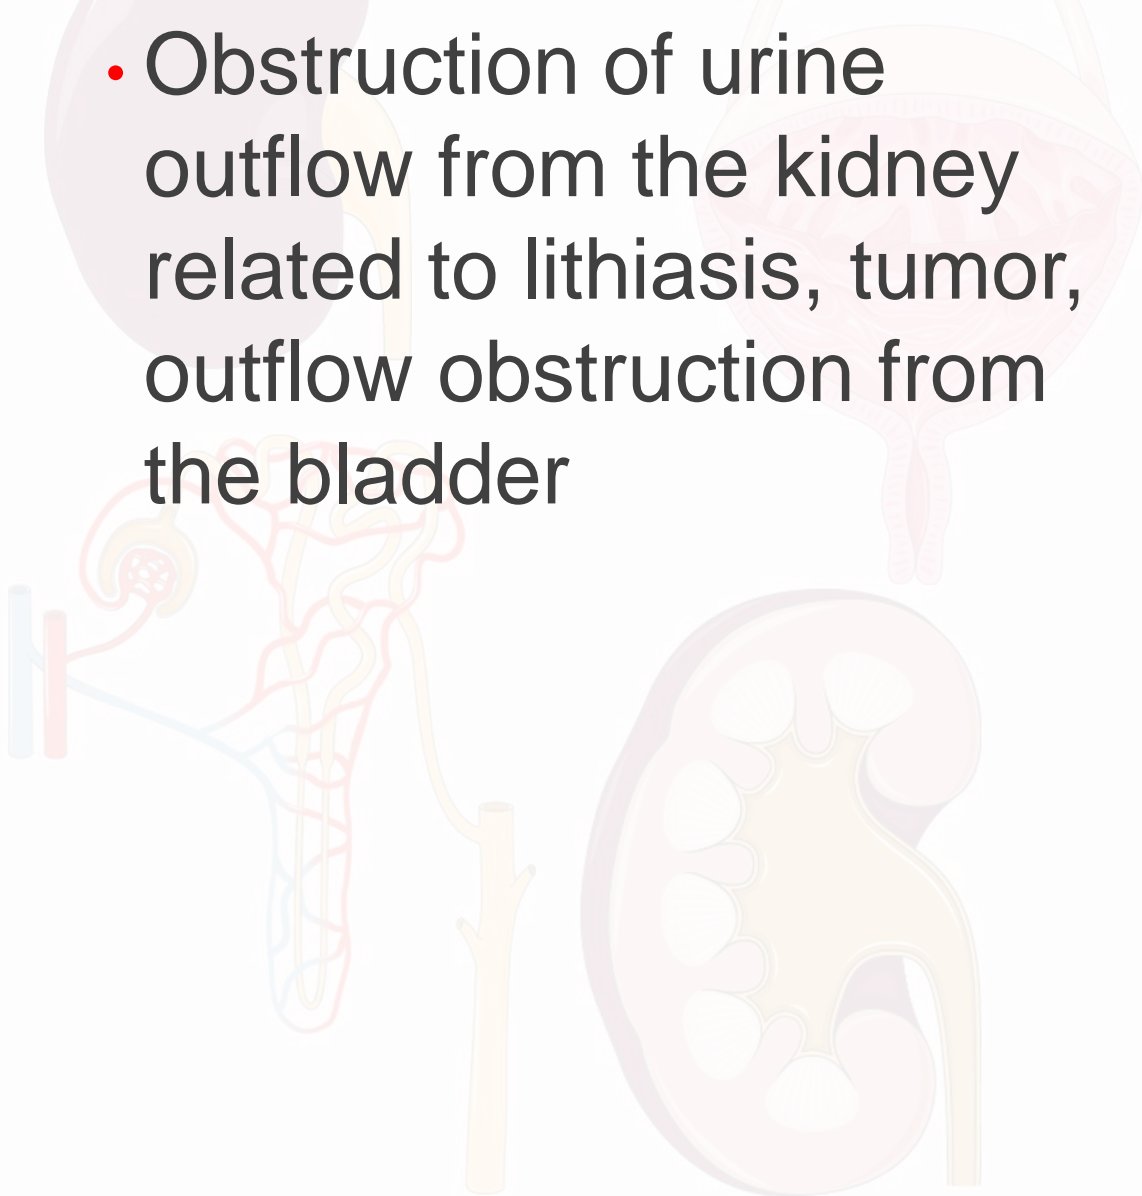 • Obstruction of urine
outflow from the kidney
related to lithiasis, tumor,
outflow obstruction from
the bladder